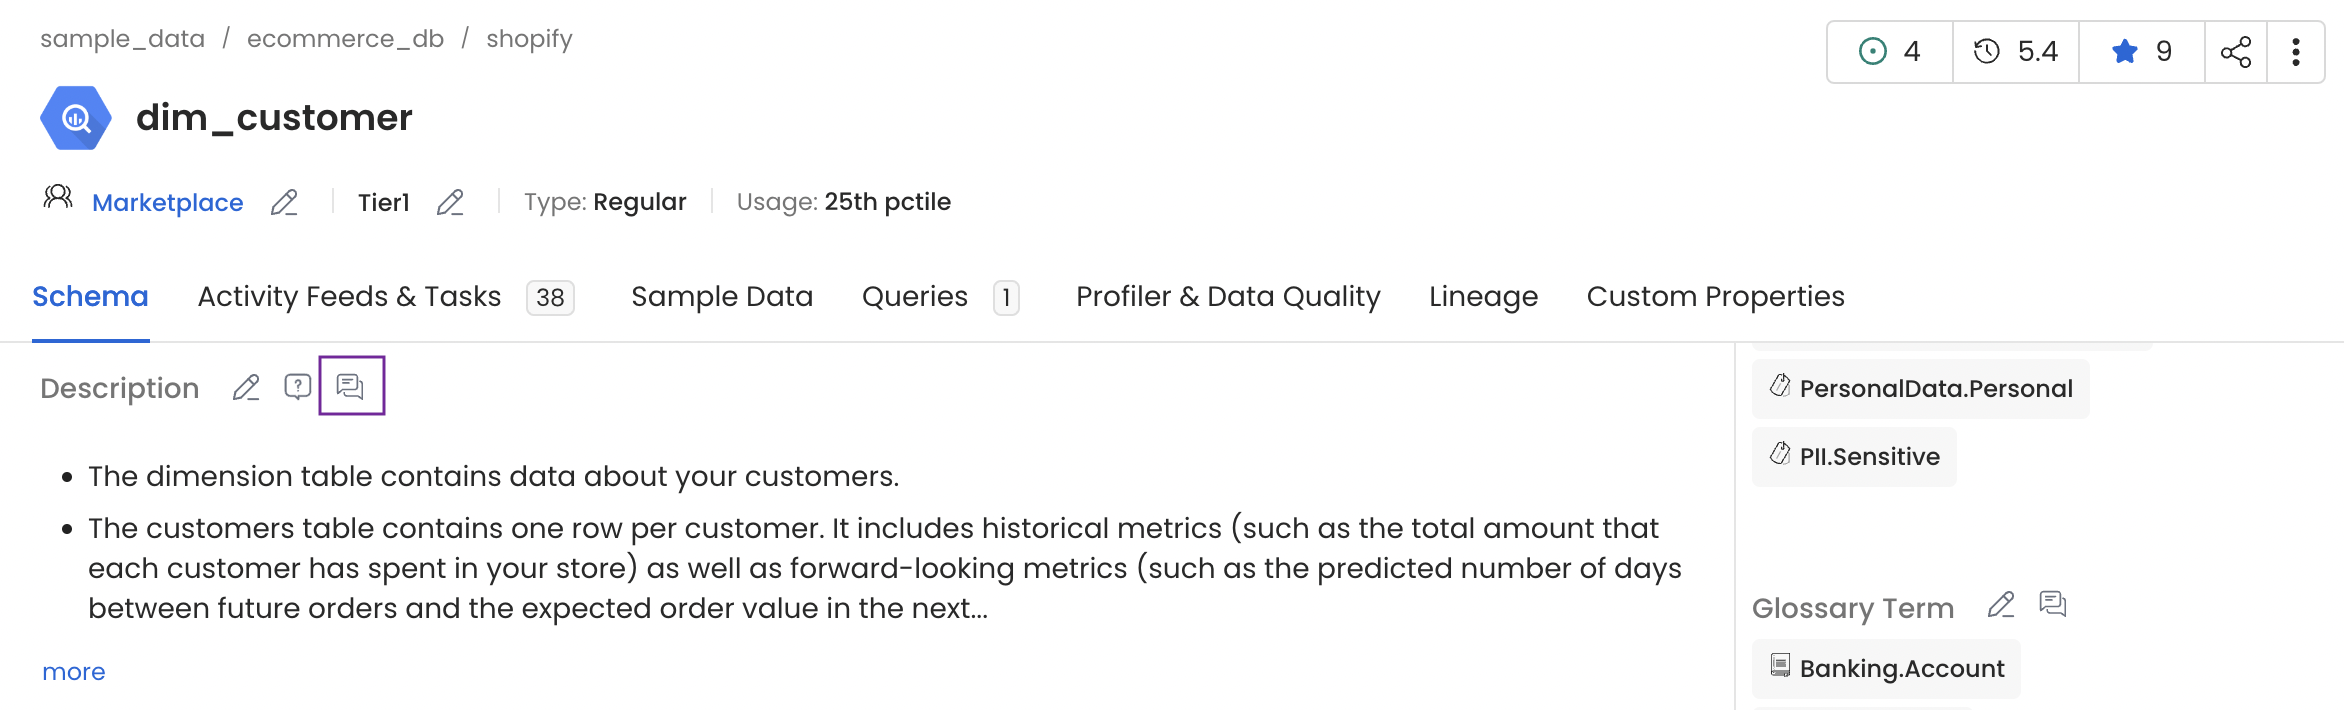 sample_data / ecommerce_db / shopify
4
5.4
9
dim_customer
Marketplace
Tier1
Type: Regular
Usage: 25th pctile
Schema
Activity Feeds & Tasks 38
Sample Data
Queries 1
Profiler & Data Quality
Lineage
Custom Properties
Description
• The dimension table contains data about your customers.
• The customers table contains one row per customer. It includes historical metrics (such as the total amount that
each customer has spent in your store) as well as forward-looking metrics (such as the predicted number of days
between future orders and the expected order value in the next...
more
PersonalData.Personal
PII.Sensitive
Glossary Term
Banking.Account